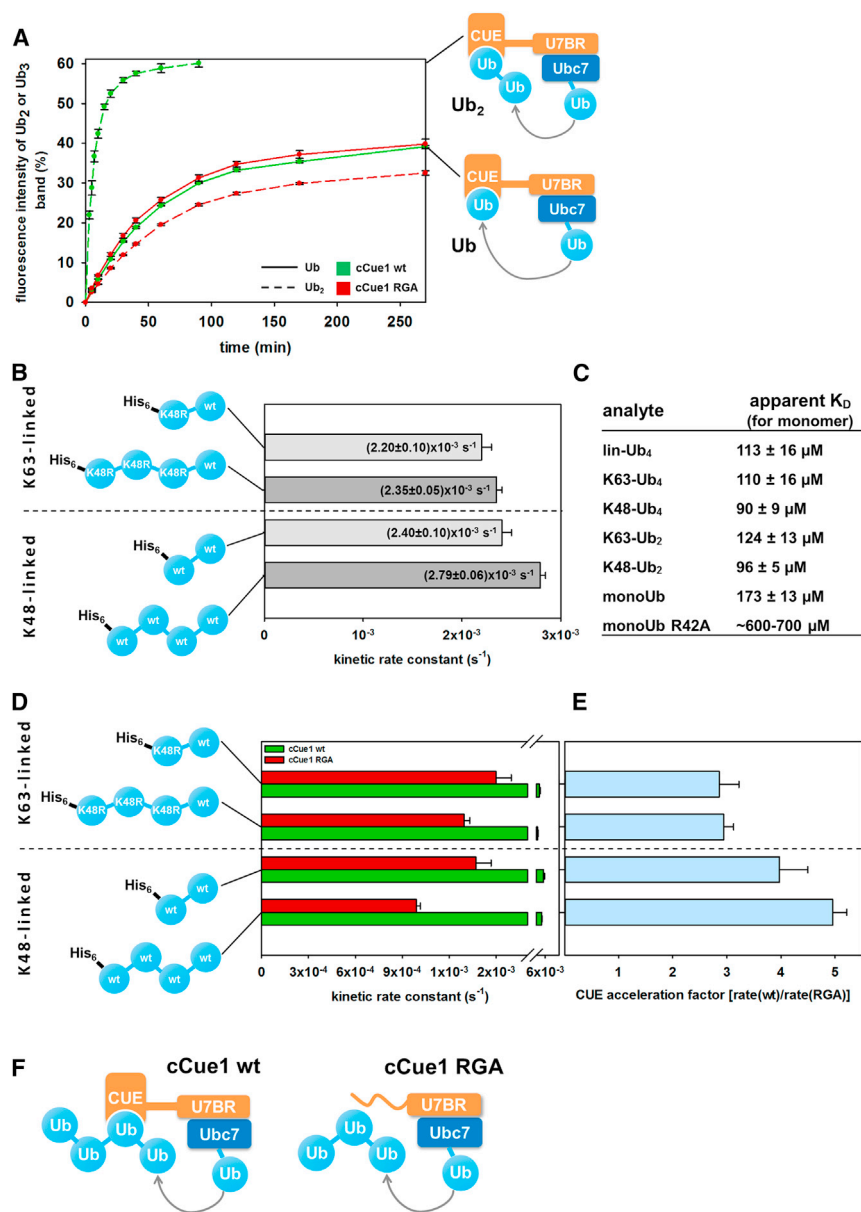 A
fluorescence intensity of Ub2 or Ub3
band (%)
60
50
40
30
20
10
0
0 50 100 150 200 250
time (min)
Ub cCue1 wt
Ub2 cCue1 RGA
CUE U7BR
Ub Ubc7
Ub Ub
Ub2
CUE U7BR
Ub Ubc7
Ub
Ub
B
K63-linked
K48-linked
His6 K48R wt
His6 K48R K48R K48R wt
His6 wt wt
His6 wt wt wt wt
(2.20±0.10)x10-3 s-1
(2.35±0.05)x10-3 s-1
(2.40±0.10)x10-3 s-1
(2.79±0.06)x10-3 s-1
0 10-3 2x10-3 3x10-3
kinetic rate constant (s-1)
C
analyte apparent KD
(for monomer)
lin-Ub4 113 ± 16 µM
K63-Ub4 110 ± 16 µM
K48-Ub4 90 ± 9 µM
K63-Ub2 124 ± 13 µM
K48-Ub2 96 ± 5 µM
monoUb 173 ± 13 µM
monoUb R42A ~600-700 µM
D
K63-linked
K48-linked
His6 K48R wt
His6 K48R K48R K48R wt
His6 wt wt
His6 wt wt wt wt
cCue1 wt
cCue1 RGA
0 3x10-4 6x10-4 9x10-4 1x10-3 2x10-3 6x10-3
kinetic rate constant (s-1)
E
1 2 3 4 5
CUE acceleration factor [rate(wt)/rate(RGA)]
F
cCue1 wt
CUE U7BR
Ub Ub Ubc7
Ub Ub Ub
cCue1 RGA
U7BR
Ub Ubc7
Ub Ub Ub